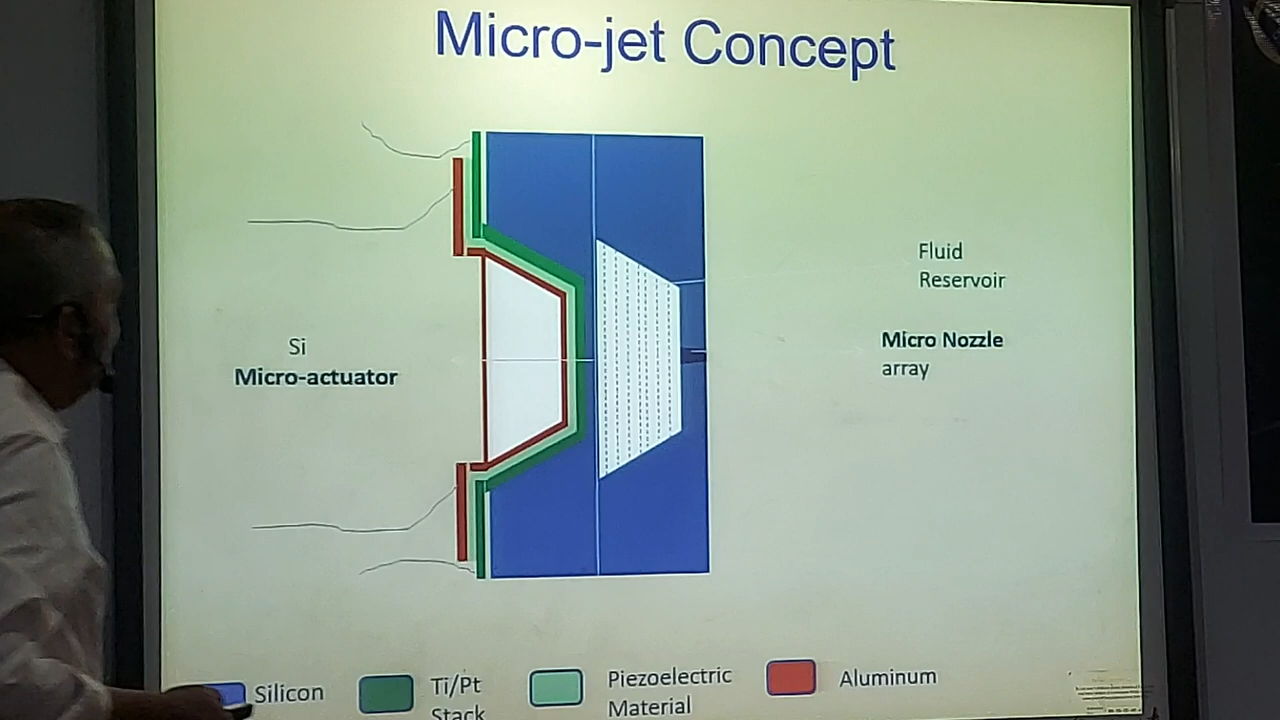 Micro-jet Concept
Fluid
Reservoir
Si
Micro-actuator
Micro Nozzle
array
Silicon
Ti/Pt
Stack
Piezoelectric
Material
Aluminum